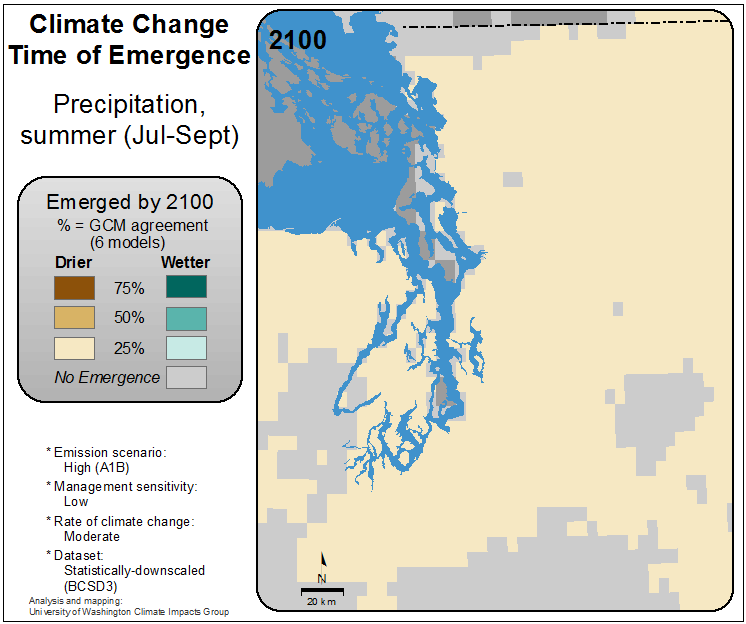 Climate Change
Time of Emergence
Precipitation,
summer (Jul-Sept)
Emerged by 2100
% = GCM agreement
(6 models)
Drier Wetter
75%
50%
25%
No Emergence
* Emission scenario:
High (A1B)
* Management sensitivity:
Low
* Rate of climate change:
Moderate
* Dataset:
Statistically-downscaled
(BCSD3)
Analysis and mapping:
University of Washington Climate Impacts Group
2100
N
20 km